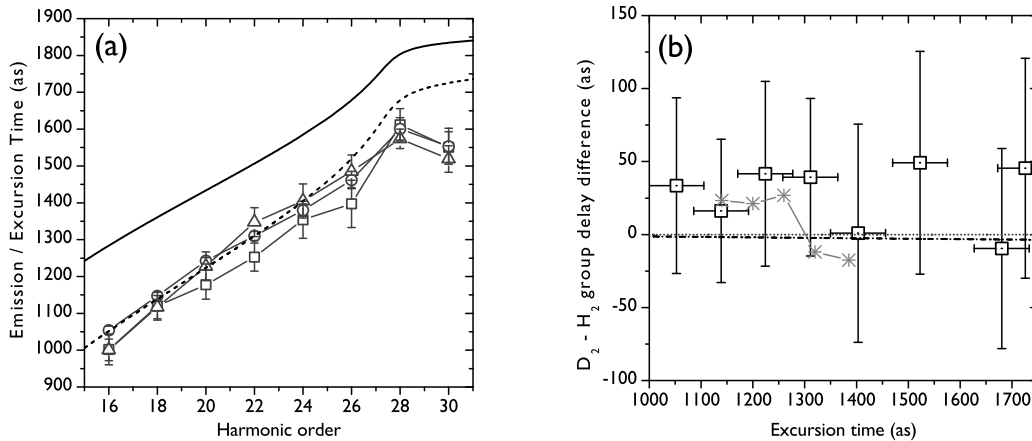 (a)
Emission / Excursion Time (as)
1900
1800
1700
1600
1500
1400
1300
1200
1100
1000
900
16 18 20 22 24 26 28 30
Harmonic order
(b)
D₂ - H₂ group delay difference (as)
150
100
50
0
-50
-100
1000 1100 1200 1300 1400 1500 1600 1700
Excursion time (as)